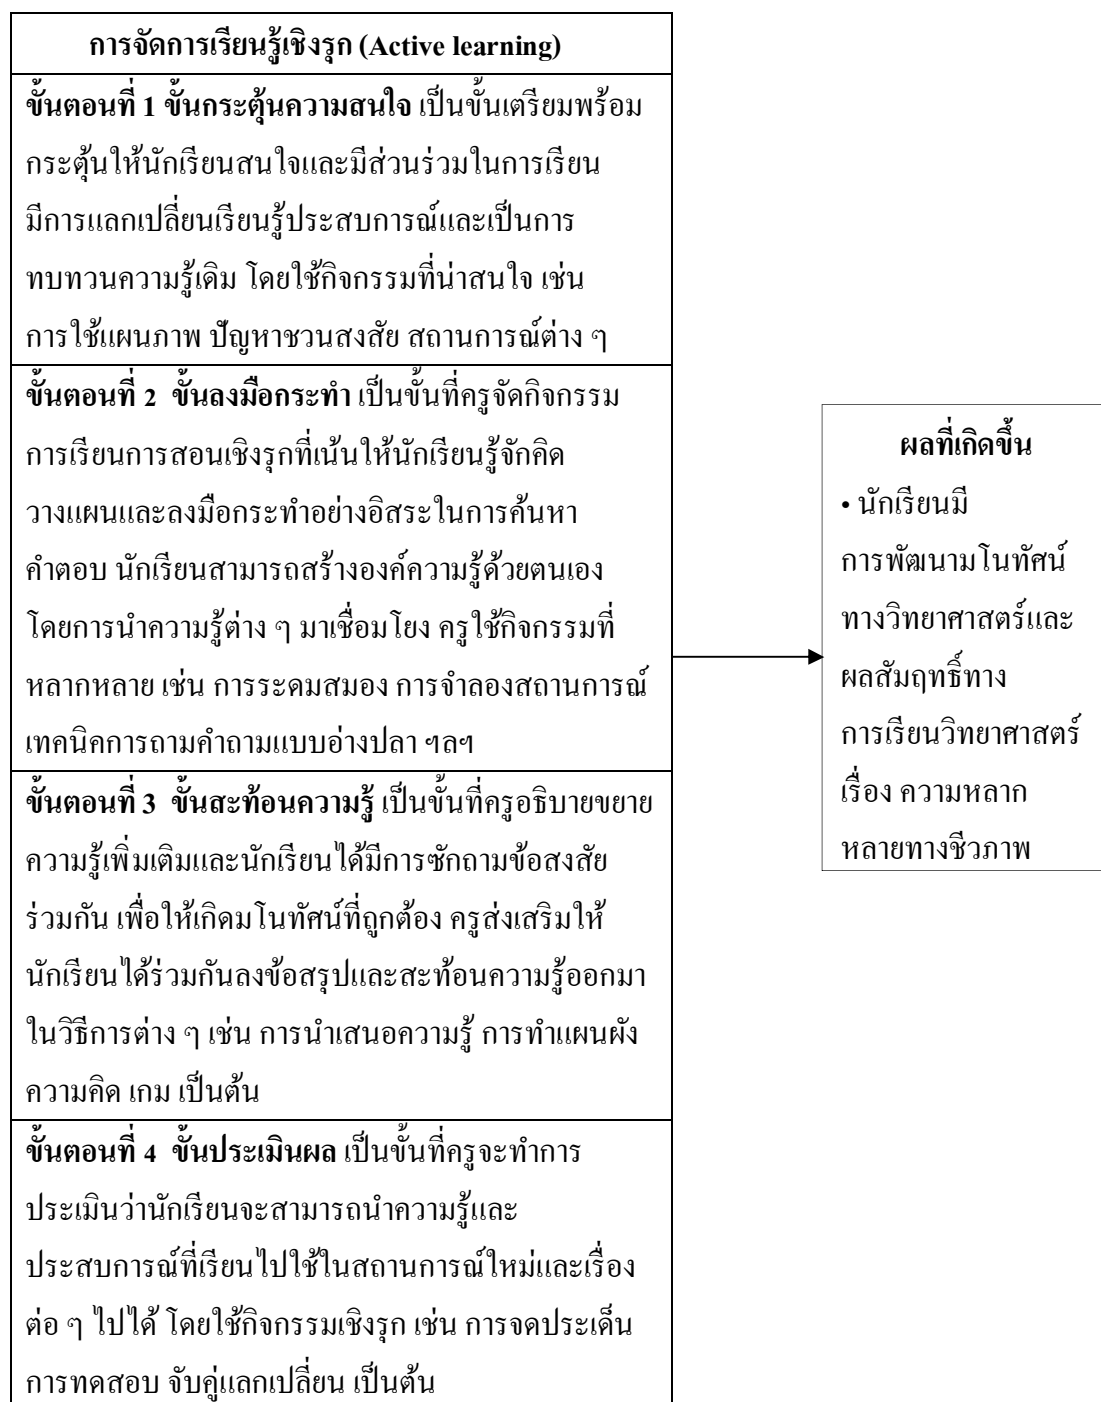 การจัดการเรียนรู้เชิงรุก (Active learning)
ขั้นตอนที่ 1 ขั้นกระตุ้นความสนใจ เป็นขั้นเตรียมพร้อม
กระตุ้นให้นักเรียนสนใจและมีส่วนร่วมในการเรียน
มีการแลกเปลี่ยนเรียนรู้ประสบการณ์และเป็นการ
ทบทวนความรู้เดิม โดยใช้กิจกรรมที่น่าสนใจ เช่น
การใช้แผนภาพ ปัญหาชวนสงสัย สถานการณ์ต่าง ๆ
ขั้นตอนที่ 2 ขั้นลงมือกระทำ เป็นขั้นที่ครูจัดกิจกรรม
การเรียนการสอนเชิงรุกที่เน้นให้นักเรียนรู้จักคิด
วางแผนและลงมือกระทำอย่างอิสระในการค้นหา
คำตอบ นักเรียนสามารถสร้างองค์ความรู้ด้วยตนเอง
โดยการนำความรู้ต่าง ๆ มาเชื่อมโยง ครูใช้กิจกรรมที่
หลากหลาย เช่น การระดมสมอง การจำลองสถานการณ์
เทคนิคการถามคำถามแบบอ่างปลา ฯลฯ
ขั้นตอนที่ 3 ขั้นสะท้อนความรู้ เป็นขั้นที่ครูอธิบายขยาย
ความรู้เพิ่มเติมและนักเรียนได้มีการซักถามข้อสงสัย
ร่วมกัน เพื่อให้เกิดมโนทัศน์ที่ถูกต้อง ครูส่งเสริมให้
นักเรียนได้ร่วมกันลงข้อสรุปและสะท้อนความรู้ออกมา
ในวิธีการต่าง ๆ เช่น การนำเสนอความรู้ การทำแผนผัง
ความคิด เกม เป็นต้น
ขั้นตอนที่ 4 ขั้นประเมินผล เป็นขั้นที่ครูจะทำการ
ประเมินว่านักเรียนจะสามารถนำความรู้และ
ประสบการณ์ที่เรียนไปใช้ในสถานการณ์ใหม่และเรื่อง
ต่อ ๆ ไปได้ โดยใช้กิจกรรมเชิงรุก เช่น การจดประเด็น
การทดสอบ จับคู่แลกเปลี่ยน เป็นต้น
ผลที่เกิดขึ้น
• นักเรียนมี
การพัฒนามโนทัศน์
ทางวิทยาศาสตร์และ
ผลสัมฤทธิ์ทาง
การเรียนวิทยาศาสตร์
เรื่อง ความหลาก
หลายทางชีวภาพ